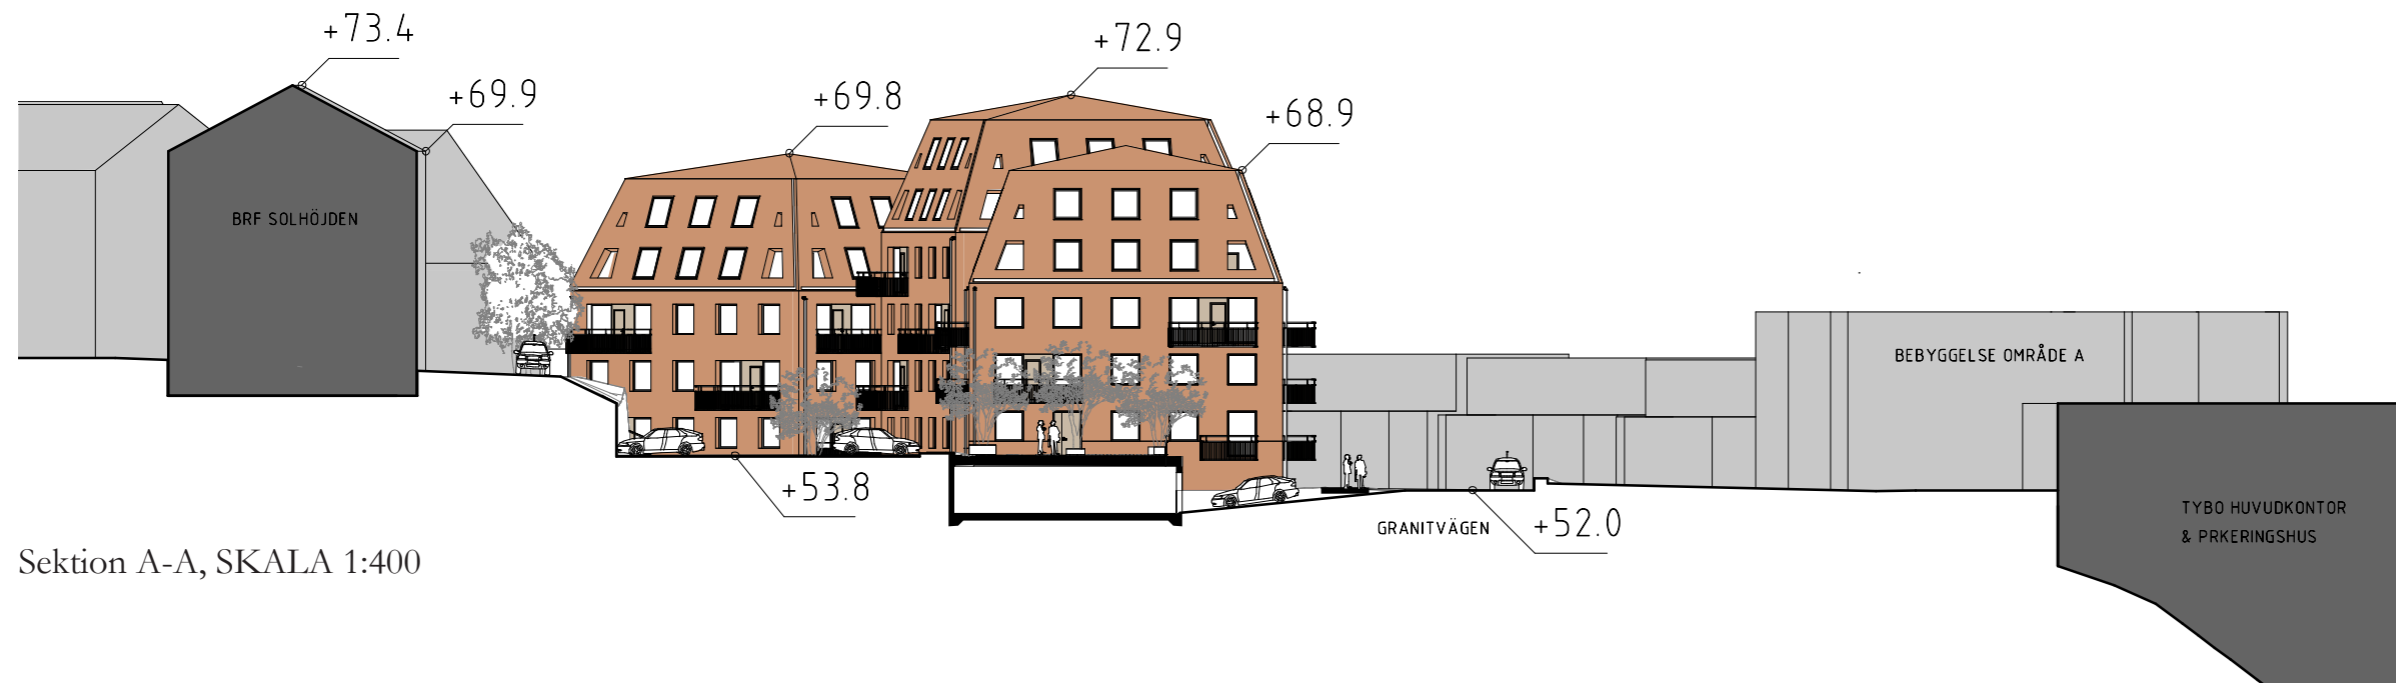 +73.4
+72.9
+69.9
+69.8
+68.9
BRF SOLHÖJDEN
BEBYGGELSE OMRÅDE A
+53.8
TYBO HUVUDKONTOR
& PRKERINGSHUS
GRANITVÄGEN
+52.0
Sektion A-A, SKALA 1:400